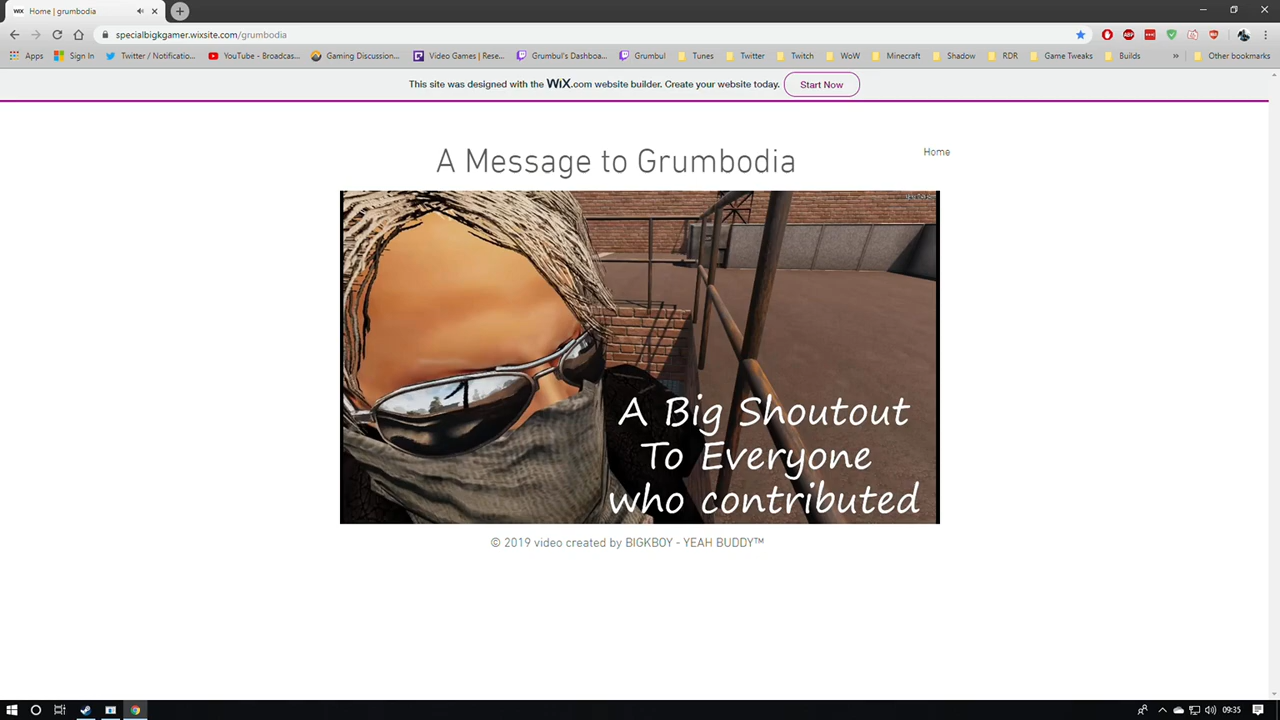 WiX Home | grumbodia
specialbigkgamer.wixsite.com/grumbodia
Apps Sign In Twitter / Notificatio... YouTube - Broadcas... Gaming Discussion... Video Games | Rese... Grumbul's Dashboa... Grumbul Tunes Twitter Twitch WoW Minecraft Shadow RDR Game Tweaks Builds » Other bookmarks
This site was designed with the WiX.com website builder. Create your website today. Start Now
A Message to Grumbodia
Home
A Big Shoutout
To Everyone
who contributed
© 2019 video created by BIGKBOY - YEAH BUDDY™
09:35